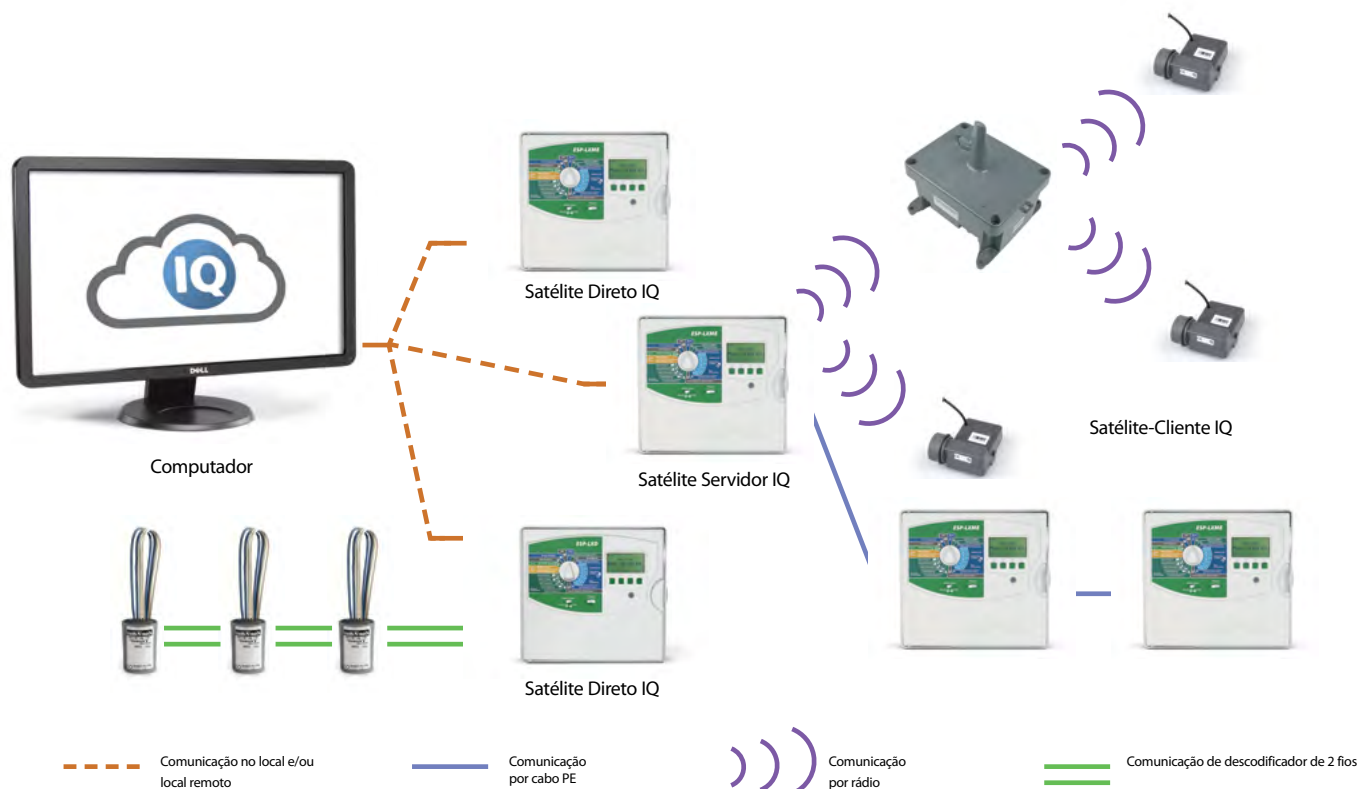 IQ
DELL
Computador
ESP-LXME
Satélite Direto IQ
ESP-LXME
Satélite Servidor IQ
ESP-LXD
Satélite Direto IQ
Satélite-Cliente IQ
ESP-LXME
ESP-LXME
Comunicação no local e/ou
local remoto
Comunicação
por cabo PE
Comunicação
por rádio
Comunicação de descodificador de 2 fios